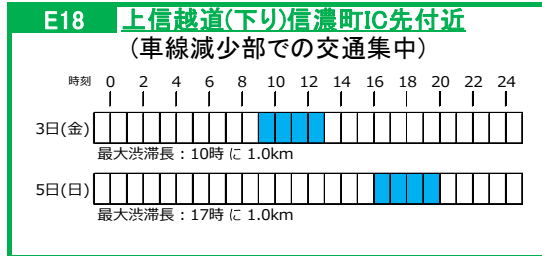 E18 上信越道(下り)信濃町IC先付近
(車線減少部での交通集中)
時刻 0 2 4 6 8 10 12 14 16 18 20 22 24
3日(金)
最大渋滞長：10時 に 1.0km
5日(日)
最大渋滞長：17時 に 1.0km